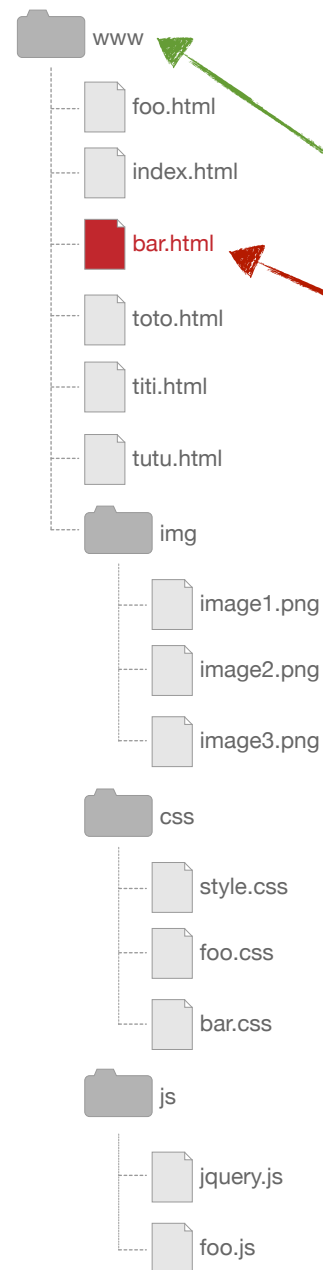 www
foo.html
index.html
bar.html
toto.html
titi.html
tutu.html
img
image1.png
image2.png
image3.png
css
style.css
foo.css
bar.css
js
jquery.js
foo.js